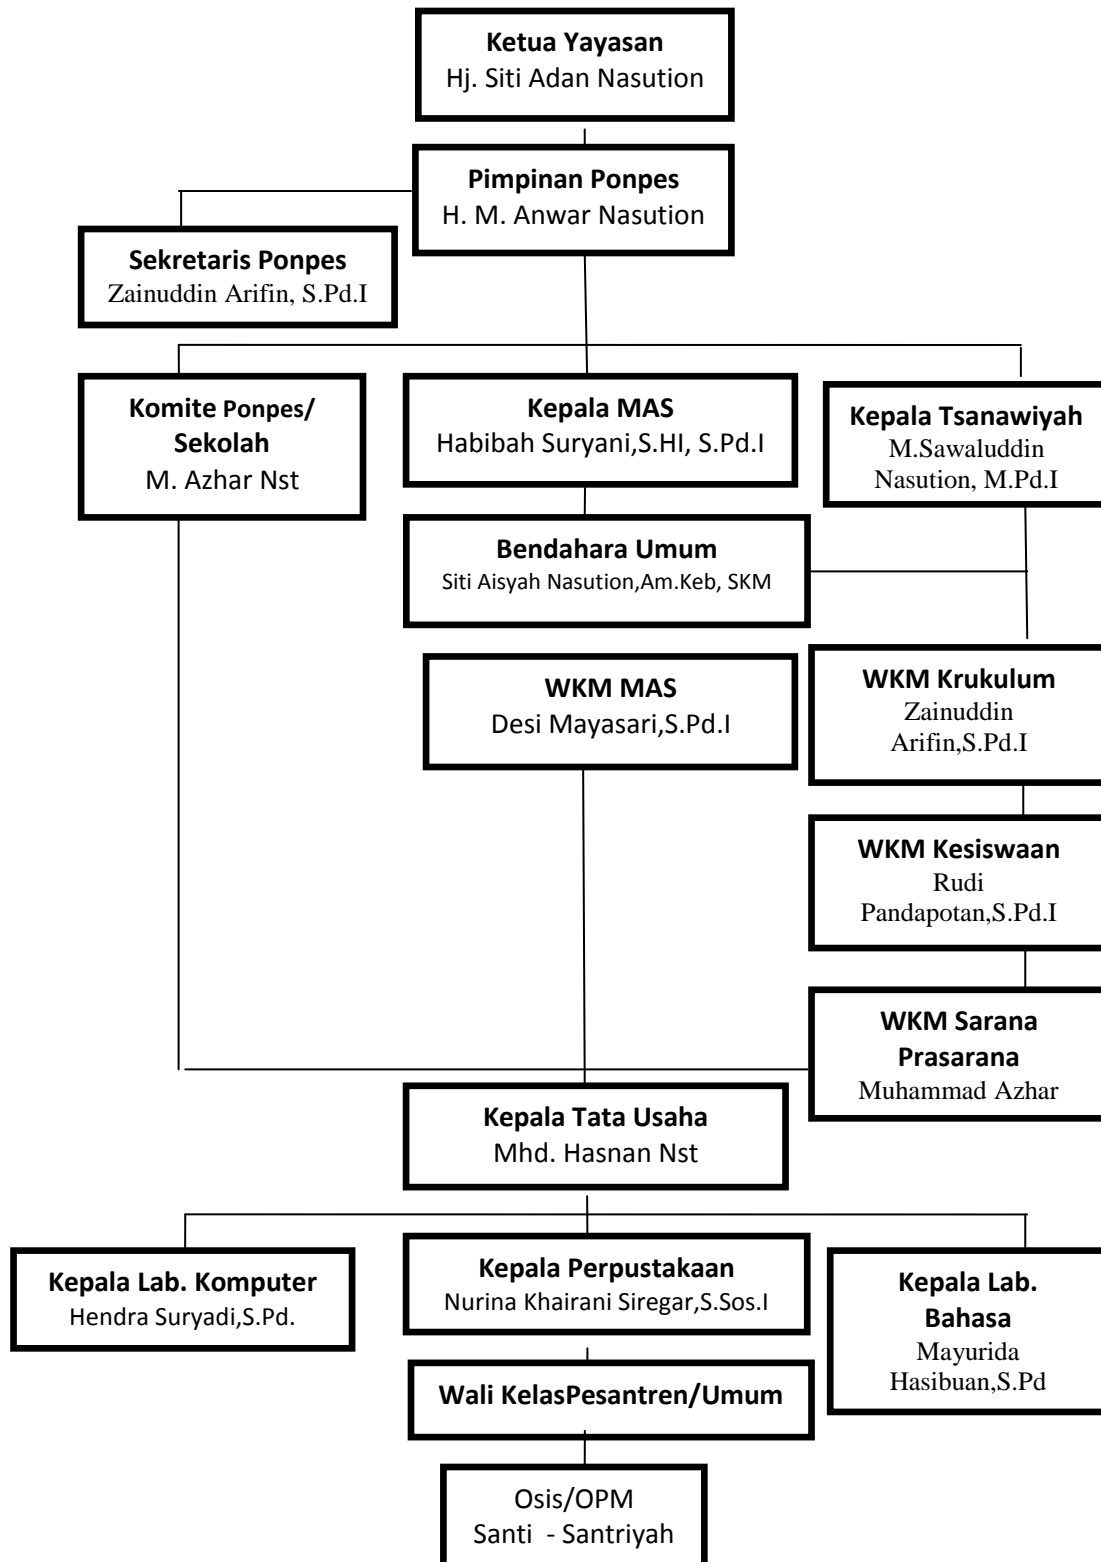 Ketua Yayasan
Hj. Siti Adan Nasution
Pimpinan Ponpes
H. M. Anwar Nasution
Sekretaris Ponpes
Zainuddin Arifin, S.Pd.I
Komite Ponpes/
Sekolah
M. Azhar Nst
Kepala MAS
Habibah Suryani,S.HI, S.Pd.I
Kepala Tsanawiyah
M.Sawaluddin
Nasution, M.Pd.I
Bendahara Umum
Siti Aisyah Nasution,Am.Keb, SKM
WKM MAS
Desi Mayasari,S.Pd.I
WKM Krukulum
Zainuddin
Arifin,S.Pd.I
WKM Kesiswaan
Rudi
Pandapotan,S.Pd.I
WKM Sarana
Prasarana
Muhammad Azhar
Kepala Tata Usaha
Mhd. Hasnan Nst
Kepala Lab. Komputer
Hendra Suryadi,S.Pd.
Kepala Perpustakaan
Nurina Khairani Siregar,S.Sos.I
Kepala Lab.
Bahasa
Mayurida
Hasibuan,S.Pd
Wali KelasPesantren/Umum
Osis/OPM
Santi - Santriyah